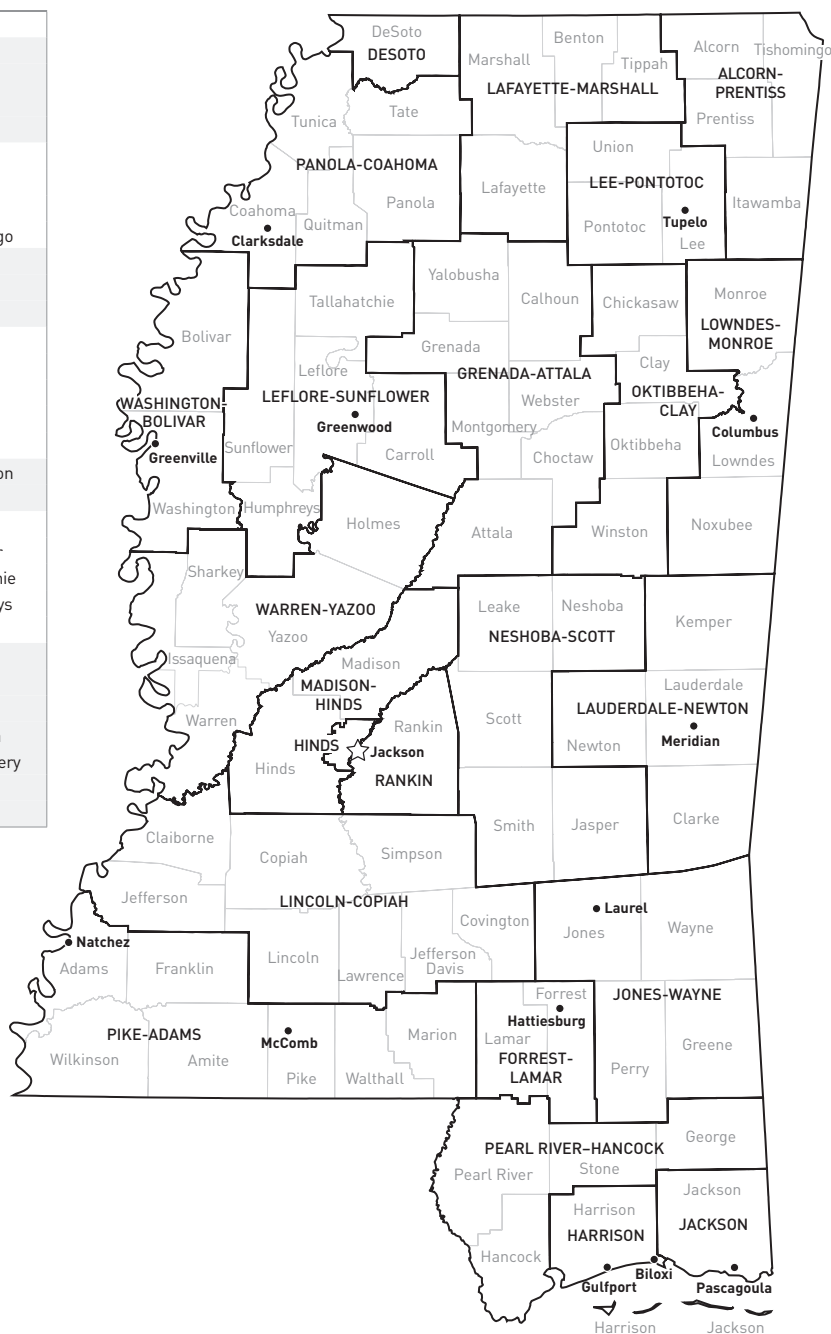 go
on
-
nie
ys
ery
DeSoto
DESOTO
Marshall
Benton
Tippah
LAFAYETTE-MARSHALL
Alcorn
Tishomingo
ALCORN-
PRENTISS
Prentiss
Tunica
Tate
PANOLA-COAHOMA
Panola
Coahoma
Quitman
Clarksdale
Lafayette
Union
LEE-PONTOTOC
Pontotoc
Tupelo
Lee
Itawamba
Bolivar
Tallahatchie
Yalobusha
Calhoun
Chickasaw
Monroe
LOWNDES-
MONROE
Grenada
Leflore
GRENADA-ATTALA
Clay
WASHINGTON-
BOLIVAR
LEFLORE-SUNFLOWER
Greenwood
Webster
OKTIBBEHA-
CLAY
Columbus
Greenville
Sunflower
Carroll
Montgomery
Choctaw
Oktibbeha
Lowndes
Washington
Humphreys
Holmes
Attala
Winston
Noxubee
Sharkey
WARREN-YAZOO
Yazoo
Leake
Neshoba
NESHOBA-SCOTT
Kemper
Issaquena
Madison
MADISON-
HINDS
Lauderdale
LAUDERDALE-NEWTON
Meridian
Newton
Warren
Scott
Rankin
HINDS
Jackson
RANKIN
Hinds
Smith
Jasper
Clarke
Claiborne
Copiah
Simpson
Jefferson
LINCOLN-COPIAH
Covington
Laurel
Jones
Wayne
Natchez
Adams
Franklin
Lincoln
Lawrence
Jefferson
Davis
PIKE-ADAMS
McComb
Wilkinson
Amite
Pike
Walthall
Marion
Forrest
Hattiesburg
Lamar
FORREST-
LAMAR
JONES-WAYNE
Perry
Greene
PEARL RIVER–HANCOCK
Pearl River
Stone
George
Hancock
Harrison
HARRISON
Jackson
JACKSON
Gulfport
Biloxi
Pascagoula
Harrison
Jackson